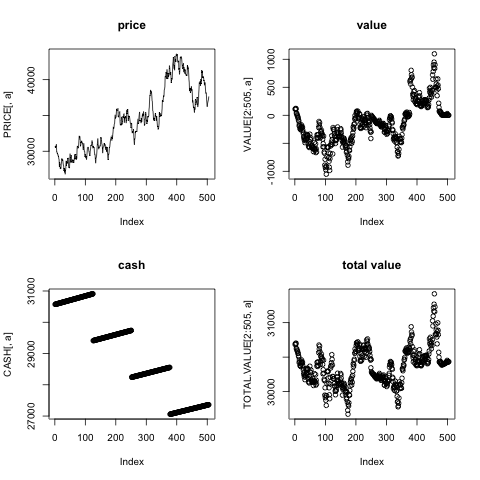 price
PRICE[, a]
30000 40000
0 100 200 300 400 500
Index
value
VALUE[2:505, a]
-1000 0 500 1000
0 100 200 300 400 500
Index
cash
CASH[, a]
27000 29000 31000
0 100 200 300 400 500
Index
total value
TOTAL.VALUE[2:505, a]
30000 31000
0 100 200 300 400 500
Index